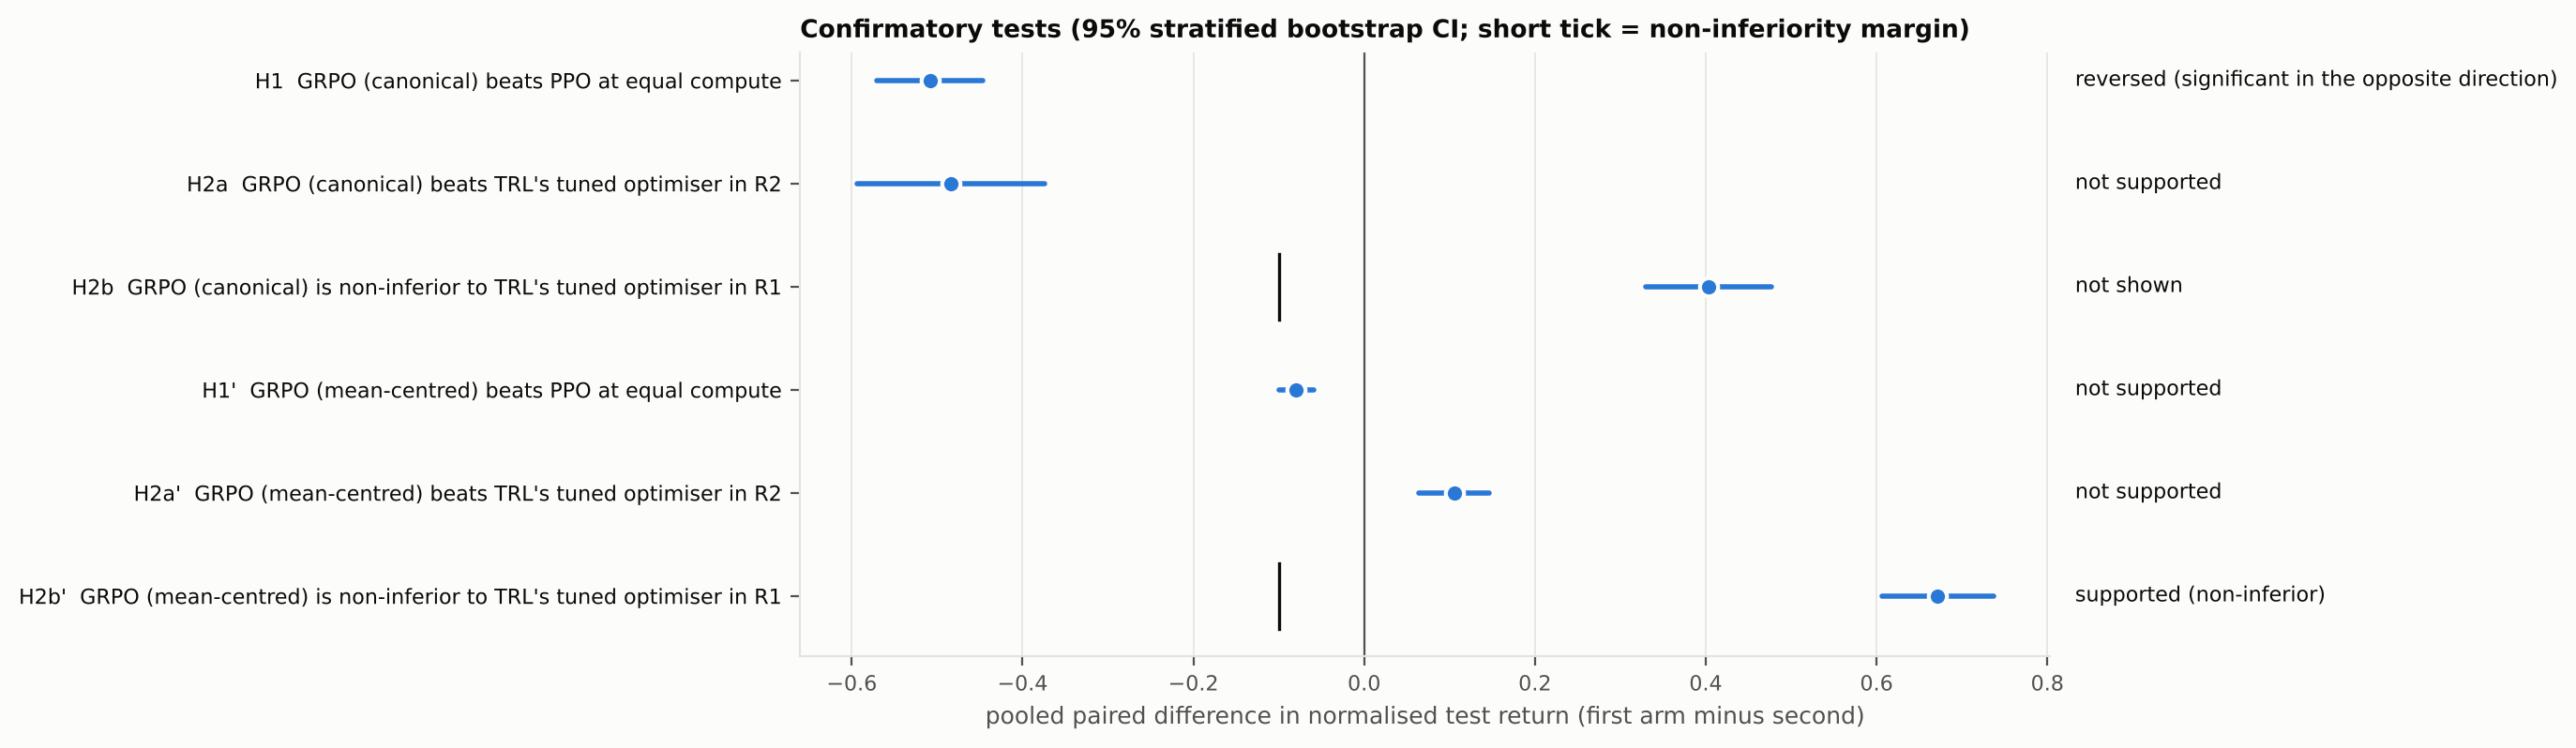 Confirmatory tests (95% stratified bootstrap CI; short tick = non-inferiority margin)
H1  GRPO (canonical) beats PPO at equal compute
reversed (significant in the opposite direction)
H2a  GRPO (canonical) beats TRL's tuned optimiser in R2
not supported
H2b  GRPO (canonical) is non-inferior to TRL's tuned optimiser in R1
not shown
H1'  GRPO (mean-centred) beats PPO at equal compute
not supported
H2a'  GRPO (mean-centred) beats TRL's tuned optimiser in R2
not supported
H2b'  GRPO (mean-centred) is non-inferior to TRL's tuned optimiser in R1
supported (non-inferior)
−0.6 −0.4 −0.2 0.0 0.2 0.4 0.6 0.8
pooled paired difference in normalised test return (first arm minus second)